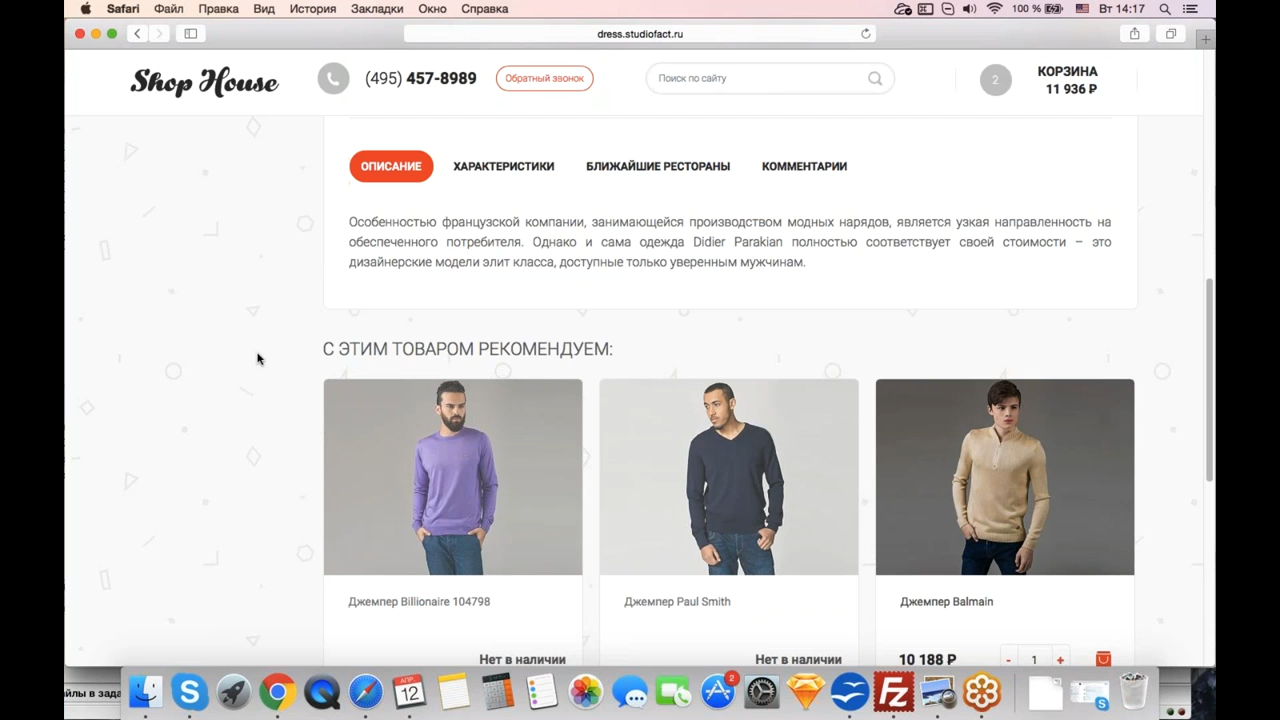 Safari Файл Правка Вид История Закладки Окно Справка 100 % Вт 14:17
dress.studiofact.ru
Shop House (495) 457-8989 Обратный звонок Поиск по сайту 2 КОРЗИНА
11 936 ₽
ОПИСАНИЕ ХАРАКТЕРИСТИКИ БЛИЖАЙШИЕ РЕСТОРАНЫ КОММЕНТАРИИ
Особенностью французской компании, занимающейся производством модных нарядов, является узкая направленность на
обеспеченного потребителя. Однако и сама одежда Didier Parakian полностью соответствует своей стоимости – это
дизайнерские модели элит класса, доступные только уверенным мужчинам.
С ЭТИМ ТОВАРОМ РЕКОМЕНДУЕМ:
Джемпер Billionaire 104798 Джемпер Paul Smith Джемпер Balmain
Нет в наличии Нет в наличии 10 188 ₽ - 1 +
АПР.
12
2
Fz